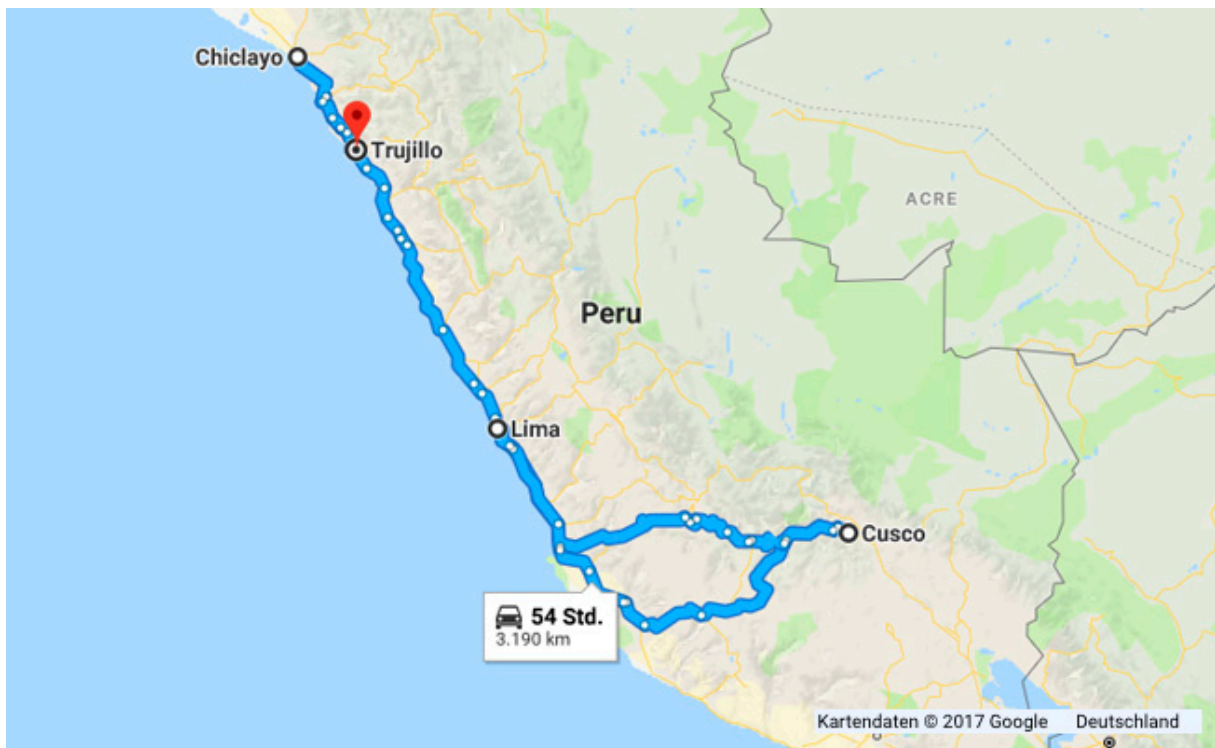 Chiclayo
Trujillo
ACRE
Peru
Lima
Cusco
54 Std.
3.190 km
Kartendaten © 2017 Google Deutschland